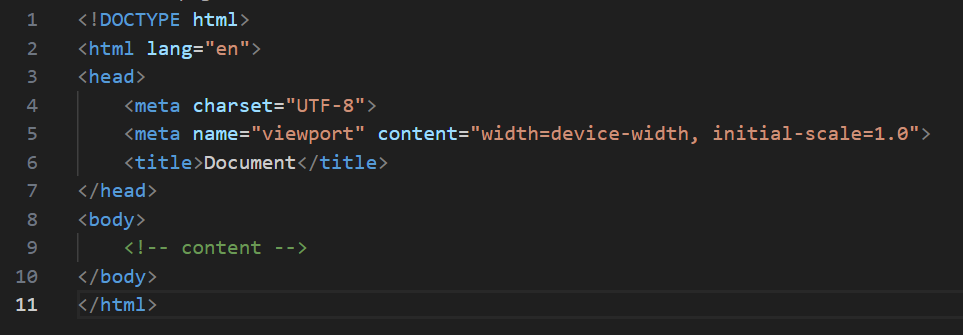 1 <!DOCTYPE html>
2 <html lang="en">
3 <head>
4     <meta charset="UTF-8">
5     <meta name="viewport" content="width=device-width, initial-scale=1.0">
6     <title>Document</title>
7 </head>
8 <body>
9     <!-- content -->
10 </body>
11 </html>